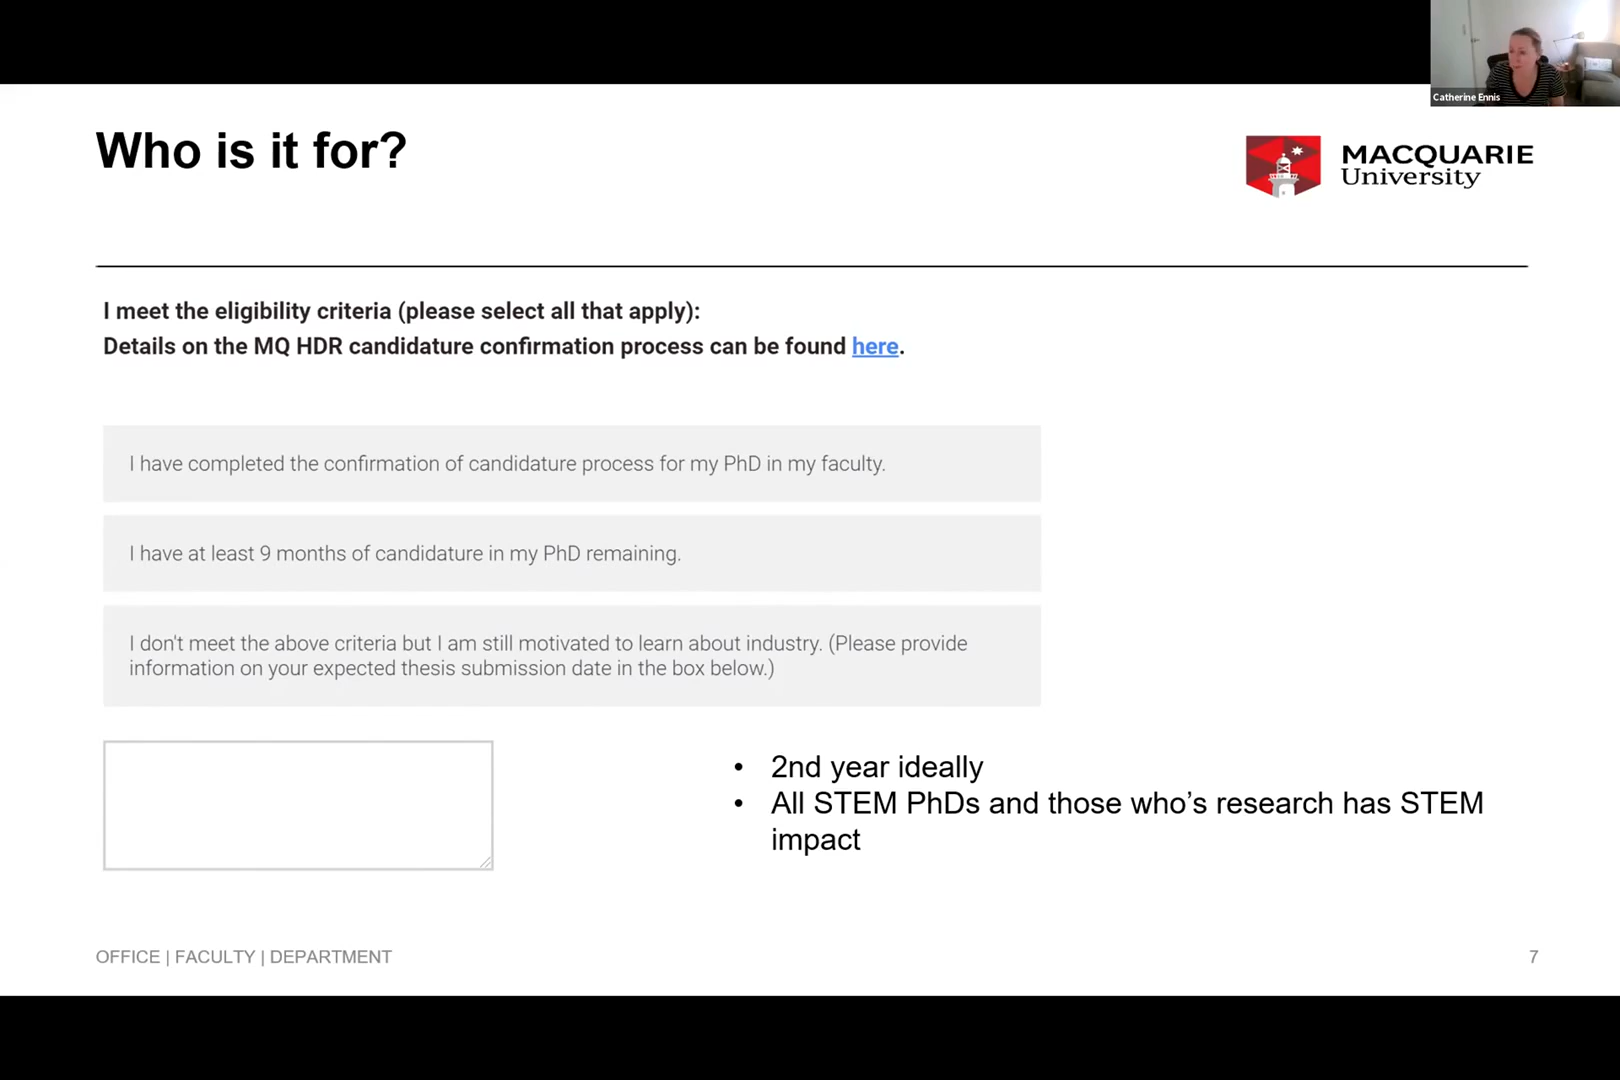 Catherine Ennis
Who is it for?
MACQUARIE
University
I meet the eligibility criteria (please select all that apply):
Details on the MQ HDR candidature confirmation process can be found here.
I have completed the confirmation of candidature process for my PhD in my faculty.
I have at least 9 months of candidature in my PhD remaining.
I don't meet the above criteria but I am still motivated to learn about industry. (Please provide
information on your expected thesis submission date in the box below.)
• 2nd year ideally
• All STEM PhDs and those who’s research has STEM
impact
OFFICE | FACULTY | DEPARTMENT
7